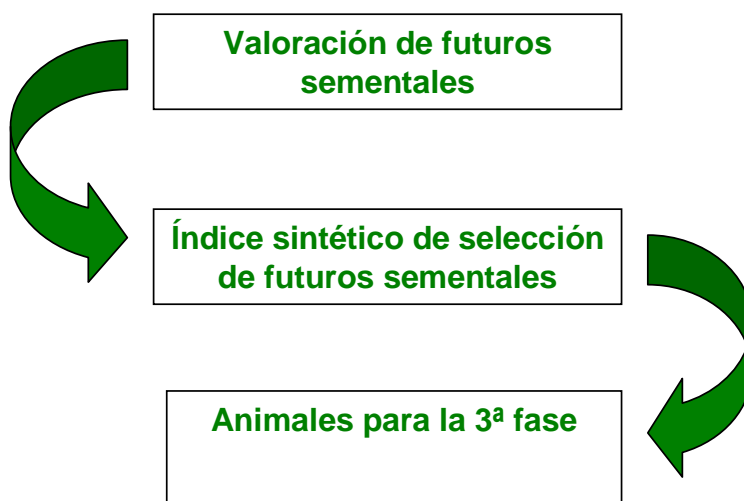 Valoración de futuros
sementales
Índice sintético de selección
de futuros sementales
Animales para la 3ª fase